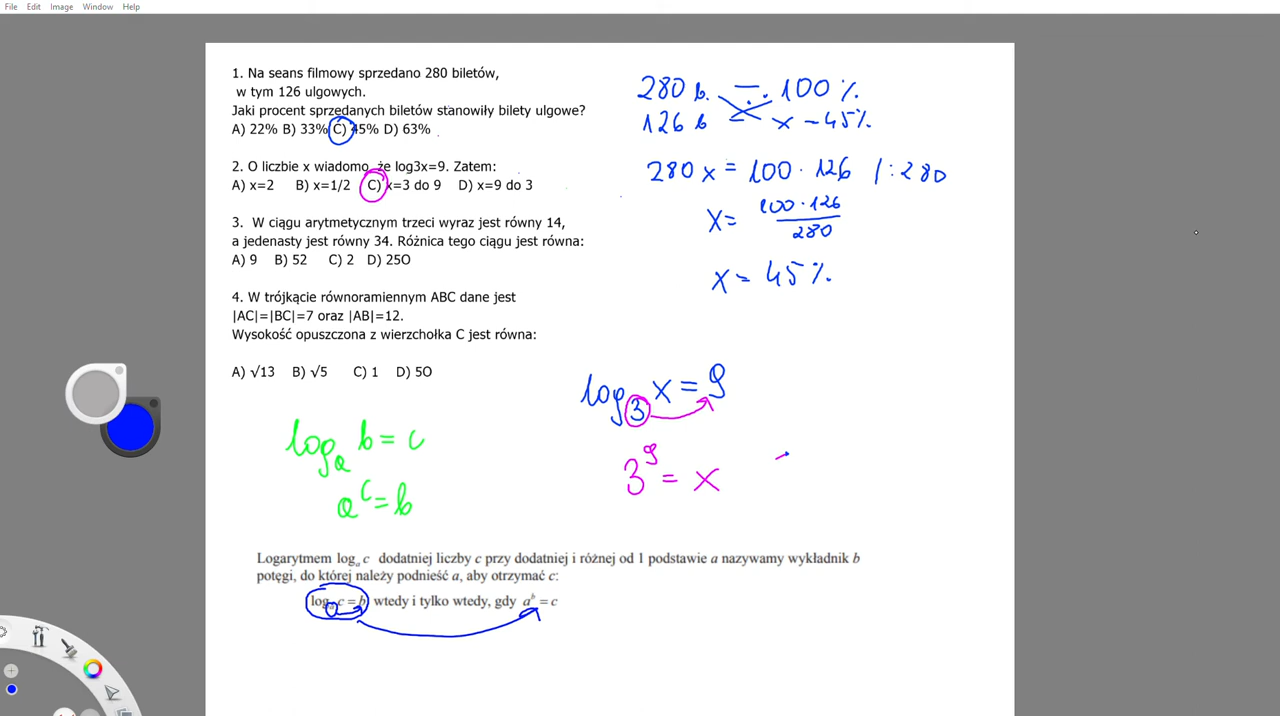 File Edit Image Window Help
1. Na seans filmowy sprzedano 280 biletów,
w tym 126 ulgowych.
Jaki procent sprzedanych biletów stanowiły bilety ulgowe?
A) 22% B) 33% C) 45% D) 63%
2. O liczbie x wiadomo, że log3x=9. Zatem:
A) x=2 B) x=1/2 C) x=3 do 9 D) x=9 do 3
3. W ciągu arytmetycznym trzeci wyraz jest równy 14,
a jedenasty jest równy 34. Różnica tego ciągu jest równa:
A) 9 B) 52 C) 2 D) 25O
4. W trójkącie równoramiennym ABC dane jest
|AC|=|BC|=7 oraz |AB|=12.
Wysokość opuszczona z wierzchołka C jest równa:
A) √13 B) √5 C) 1 D) 5O
280 b. — 100 %
126 b — x – 45%
280 x = 100 · 126 / : 280
x = 100 · 126 / 280
x = 45 %
log₃ x = 9
3⁹ = x
logₐ b = c
aᶜ = b
Logarytmem logₐ c dodatniej liczby c przy dodatniej i różnej od 1 podstawie a nazywamy wykładnik b
potęgi, do której należy podnieść a, aby otrzymać c:
logₐ c = b wtedy i tylko wtedy, gdy aᵇ = c